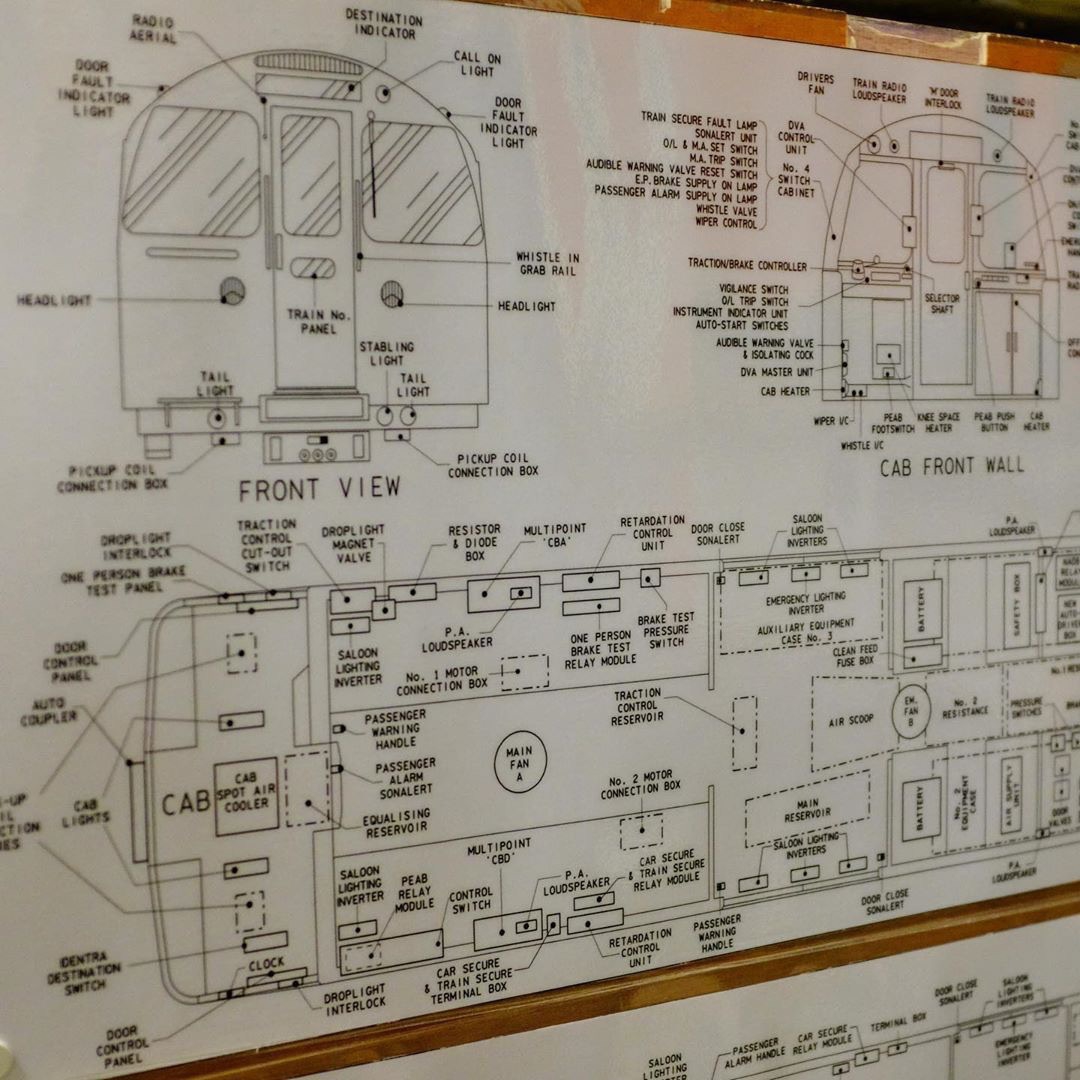 RADIO
AERIAL
DESTINATION
INDICATOR
CALL ON
LIGHT
DOOR
FAULT
INDICATOR
LIGHT
DOOR
FAULT
INDICATOR
LIGHT
WHISTLE IN
GRAB RAIL
HEADLIGHT
HEADLIGHT
TRAIN No.
PANEL
STABLING
LIGHT
TAIL
LIGHT
TAIL
LIGHT
PICKUP COIL
CONNECTION BOX
PICKUP COIL
CONNECTION BOX
FRONT VIEW
DRIVERS
FAN
TRAIN RADIO
LOUDSPEAKER
'M' DOOR
INTERLOCK
TRAIN RADIO
LOUDSPEAKER
TRAIN SECURE FAULT LAMP
SONALERT UNIT
O/L & M.A. SET SWITCH
M.A. TRIP SWITCH
AUDIBLE WARNING VALVE RESET SWITCH
E.P. BRAKE SUPPLY ON LAMP
PASSENGER ALARM SUPPLY ON LAMP
WHISTLE VALVE
WIPER CONTROL
DVA
CONTROL
UNIT
No. 4
SWITCH
CABINET
TRACTION/BRAKE CONTROLLER
VIGILANCE SWITCH
O/L TRIP SWITCH
INSTRUMENT INDICATOR UNIT
AUTO-START SWITCHES
SELECTOR
SHAFT
AUDIBLE WARNING VALVE
& ISOLATING COCK
DVA MASTER UNIT
CAB HEATER
WIPER I/C
WHISTLE I/C
PEAB
FOOTSWITCH
KNEE SPACE
HEATER
PEAB PUSH
BUTTON
CAB
HEATER
CAB FRONT WALL
DROPLIGHT
INTERLOCK
TRACTION
CONTROL
CUT-OUT
SWITCH
DROPLIGHT
MAGNET
VALVE
RESISTOR
& DIODE
BOX
MULTIPOINT
'CBA'
RETARDATION
CONTROL
UNIT
DOOR CLOSE
SONALERT
SALOON
LIGHTING
INVERTERS
P.A.
LOUDSPEAKER
ONE PERSON BRAKE
TEST PANEL
DOOR
CONTROL
PANEL
AUTO
COUPLER
CAB
LIGHTS
SALOON
LIGHTING
INVERTER
P.A.
LOUDSPEAKER
No. 1 MOTOR
CONNECTION BOX
ONE PERSON
BRAKE TEST
RELAY MODULE
BRAKE TEST
PRESSURE
SWITCH
EMERGENCY LIGHTING
INVERTER
AUXILIARY EQUIPMENT
CASE No. 3
BATTERY
CLEAN FEED
FUSE BOX
SAFETY BOX
RELAY
MODULE
NEW
AUTO-
DRIVER
BOX
PASSENGER
WARNING
HANDLE
PASSENGER
ALARM
SONALERT
MAIN
FAN
A
TRACTION
CONTROL
RESERVOIR
AIR SCOOP
EM.
FAN
B
No. 2
RESISTANCE
PRESSURE
SWITCHES
CAB
CAB
SPOT AIR
COOLER
EQUALISING
RESERVOIR
No. 2 MOTOR
CONNECTION BOX
MAIN
RESERVOIR
BATTERY
No. 2
EQUIPMENT
CASE
AIR SUPPLY
UNIT
DOOR
VALVES
MULTIPOINT
'CBD'
SALOON
LIGHTING
INVERTER
PEAB
RELAY
MODULE
CONTROL
SWITCH
P.A.
LOUDSPEAKER
CAR SECURE
& TRAIN SECURE
RELAY MODULE
SALOON LIGHTING
INVERTERS
P.A.
LOUDSPEAKER
IDENTRA
DESTINATION
SWITCH
CLOCK
DOOR
CONTROL
PANEL
DROPLIGHT
INTERLOCK
CAR SECURE
& TRAIN SECURE
TERMINAL BOX
RETARDATION
CONTROL
UNIT
PASSENGER
WARNING
HANDLE
DOOR CLOSE
SONALERT
SALOON
LIGHTING
INVERTER
PASSENGER
ALARM HANDLE
CAR SECURE
RELAY MODULE
TERMINAL BOX
DOOR CLOSE
SONALERT
SALOON
LIGHTING
INVERTERS
EMERGENCY
LIGHTING
INVERTER